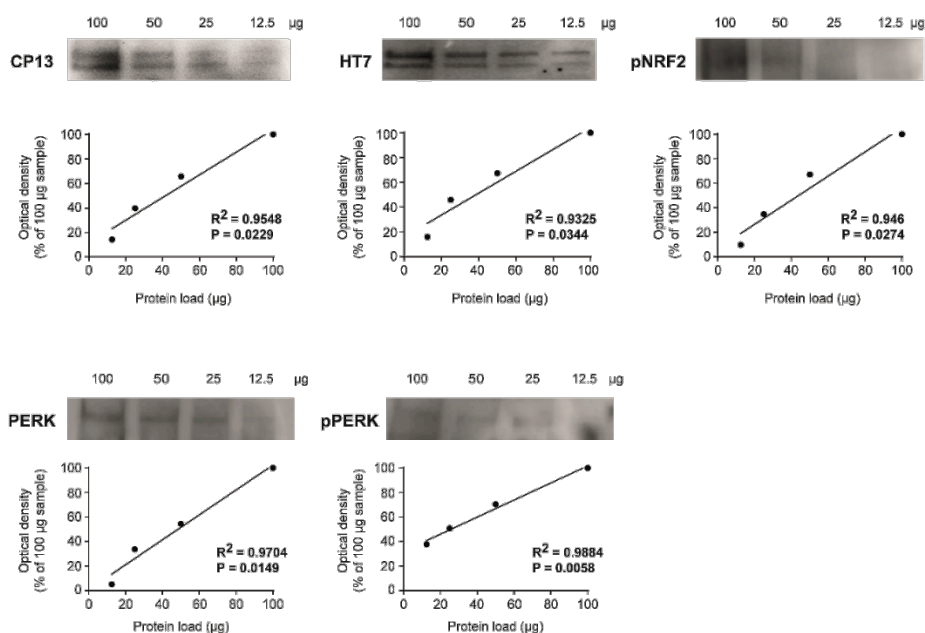 100 50 25 12.5 µg
CP13
100
80
60
40
20
0
Optical density
(% of 100 µg sample)
R2 = 0.9548
P = 0.0229
0 20 40 60 80 100
Protein load (µg)
100 50 25 12.5 µg
HT7
100
80
60
40
20
0
Optical density
(% of 100 µg sample)
R2 = 0.9325
P = 0.0344
0 20 40 60 80 100
Protein load (µg)
100 50 25 12.5 µg
pNRF2
100
80
60
40
20
0
Optical density
(% of 100 µg sample)
R2 = 0.946
P = 0.0274
0 20 40 60 80 100
Protein load (µg)
100 50 25 12.5 µg
PERK
100
80
60
40
20
0
Optical density
(% of 100 µg sample)
R2 = 0.9704
P = 0.0149
0 20 40 60 80 100
Protein load (µg)
100 50 25 12.5 µg
pPERK
100
80
60
40
20
0
Optical density
(% of 100 µg sample)
R2 = 0.9884
P = 0.0058
0 20 40 60 80 100
Protein load (µg)